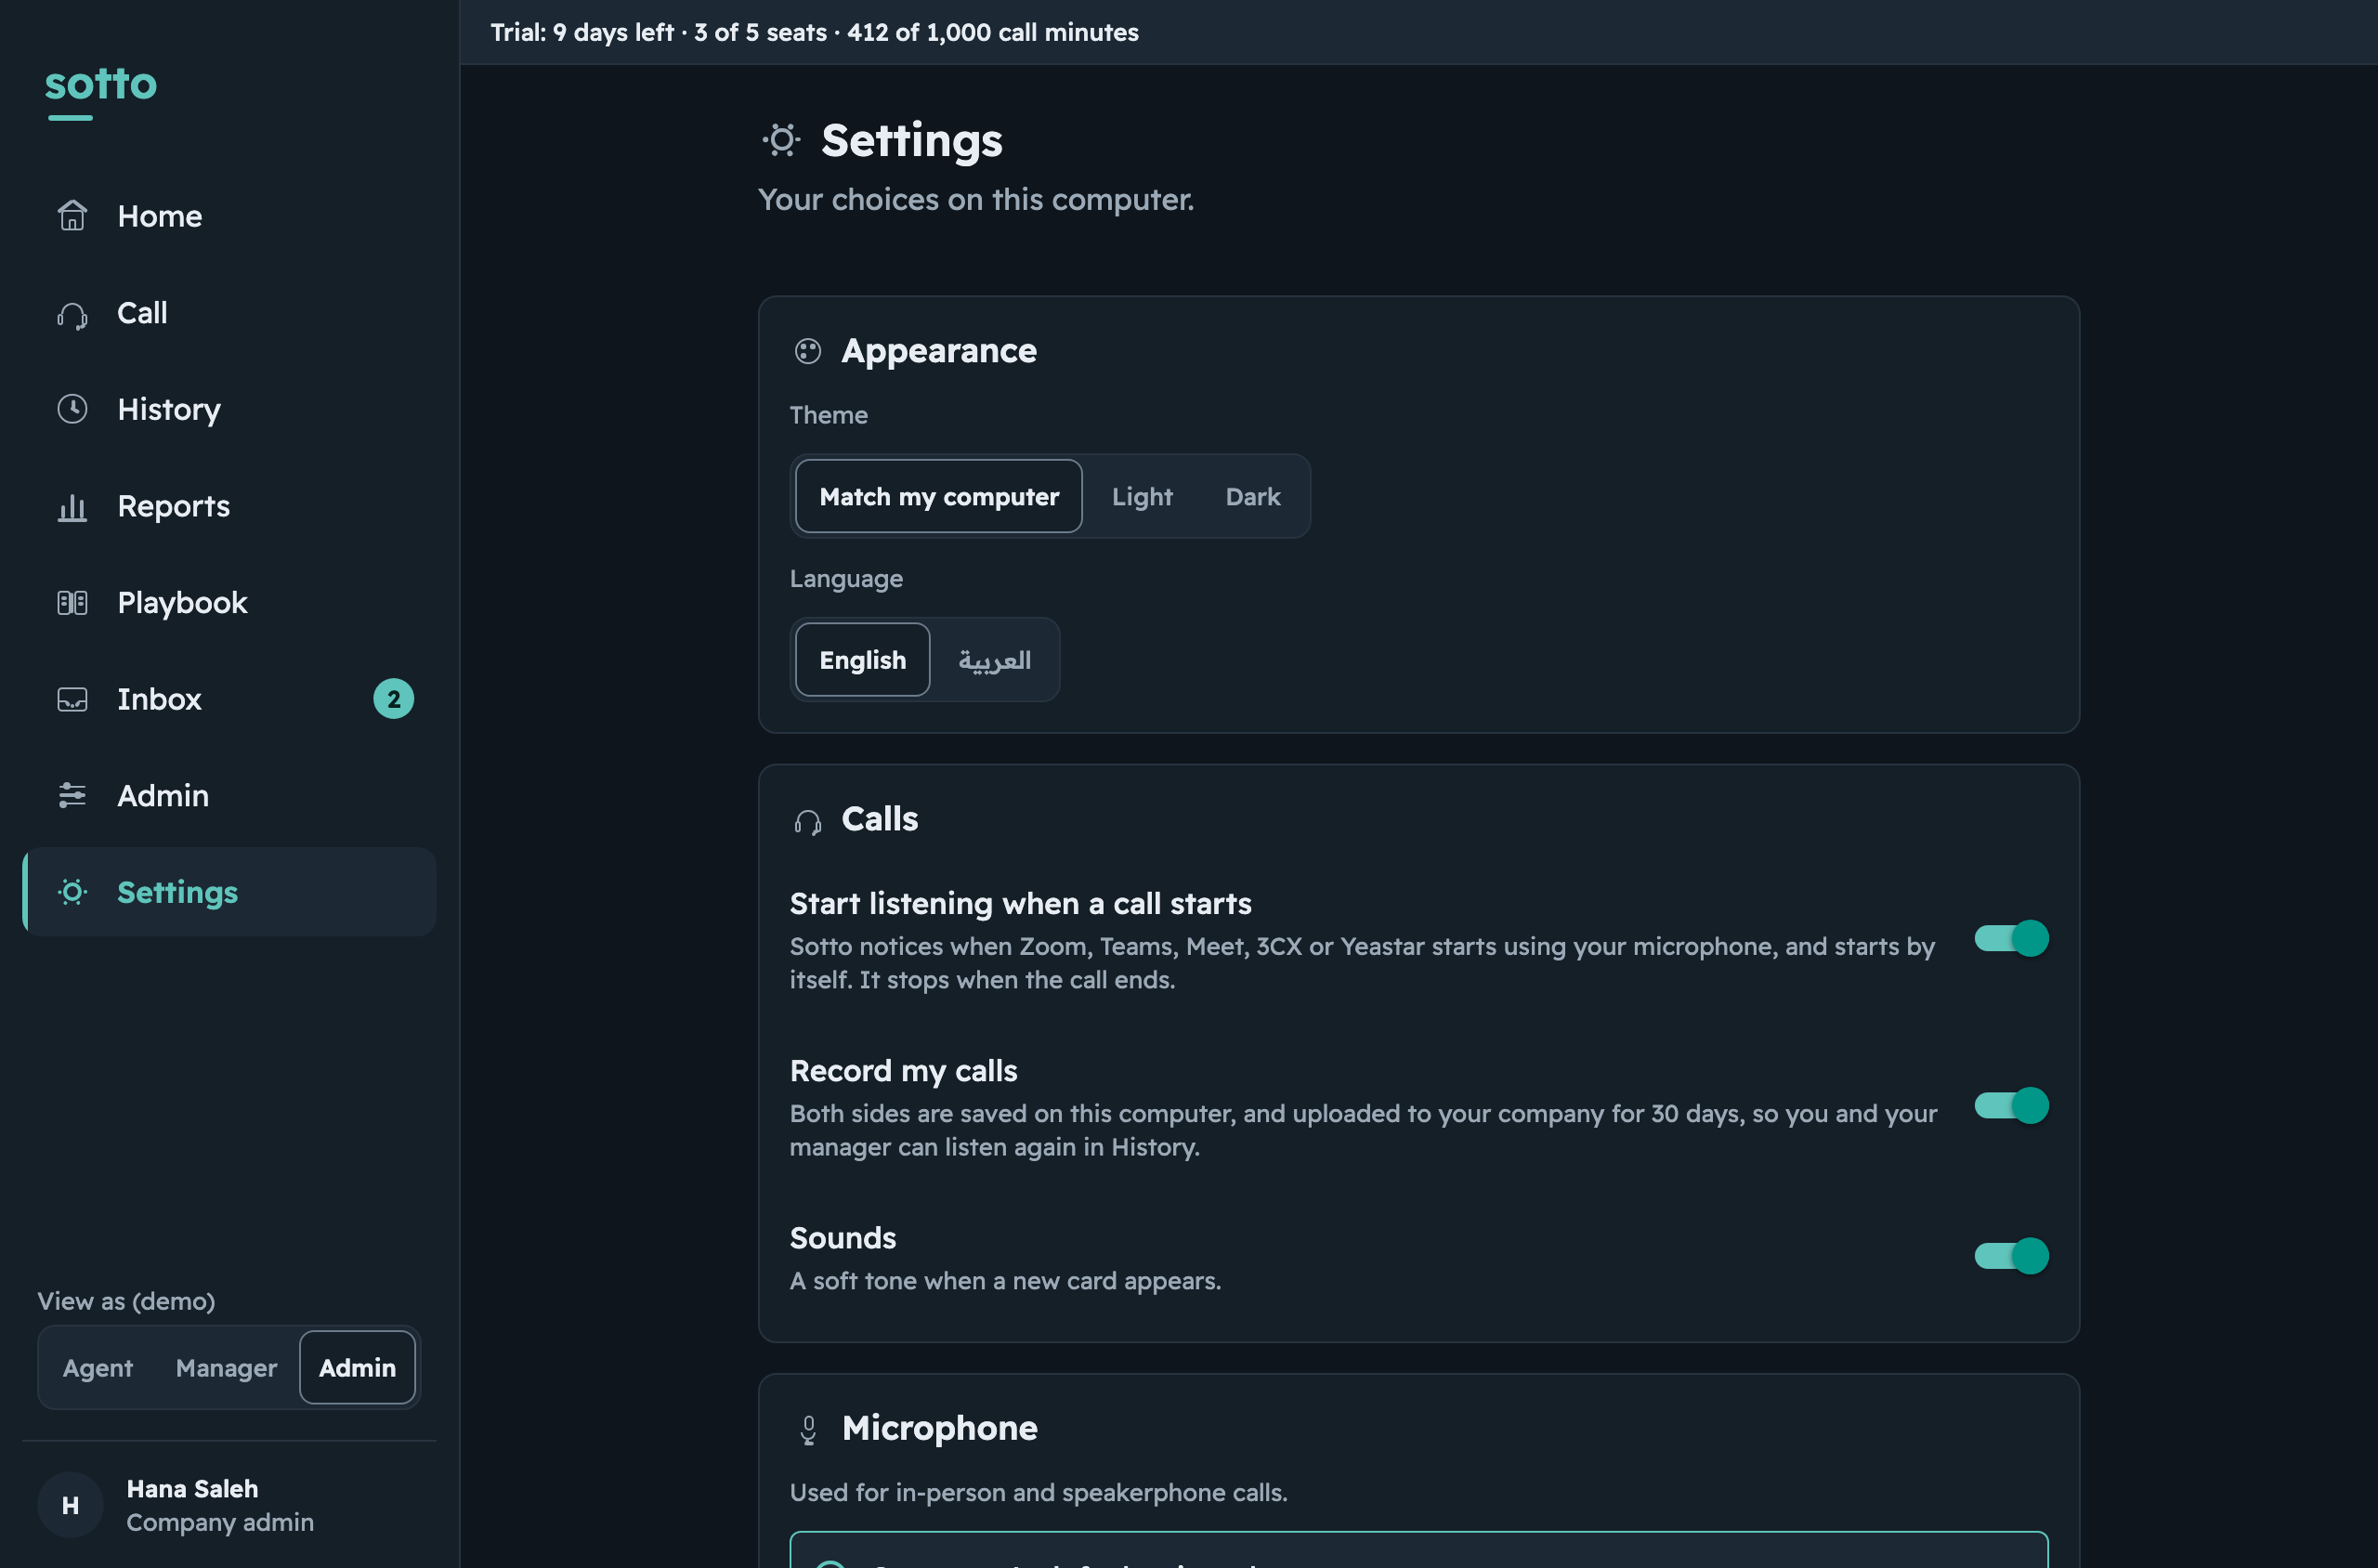 Trial: 9 days left · 3 of 5 seats · 412 of 1,000 call minutes
sotto
Home
Call
History
Reports
Playbook
Inbox
2
Admin
Settings
View as (demo)
Agent
Manager
Admin
H
Hana Saleh
Company admin
Settings
Your choices on this computer.
Appearance
Theme
Match my computer
Light
Dark
Language
English
العربية
Calls
Start listening when a call starts
Sotto notices when Zoom, Teams, Meet, 3CX or Yeastar starts using your microphone, and starts by
itself. It stops when the call ends.
Record my calls
Both sides are saved on this computer, and uploaded to your company for 30 days, so you and your
manager can listen again in History.
Sounds
A soft tone when a new card appears.
Microphone
Used for in-person and speakerphone calls.